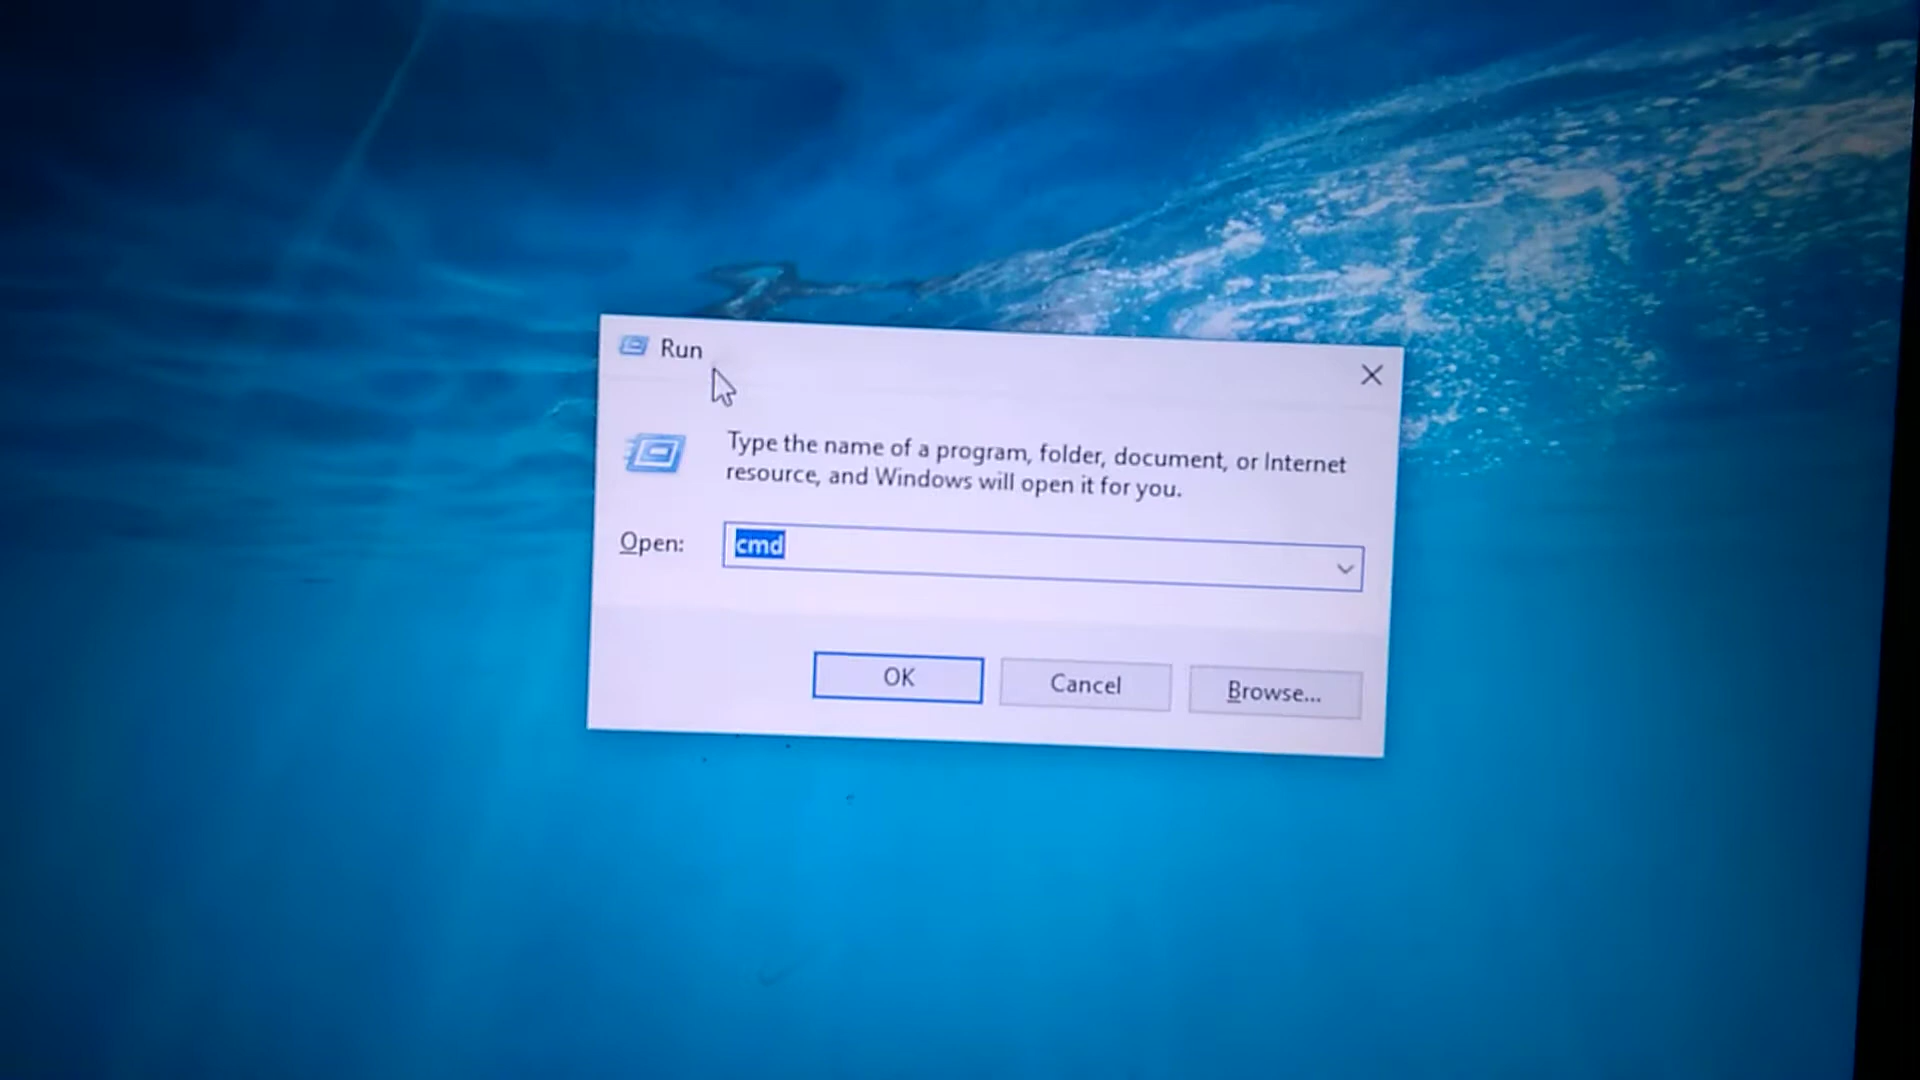 Run
Type the name of a program, folder, document, or Internet
resource, and Windows will open it for you.
Open:
cmd
OK
Cancel
Browse...